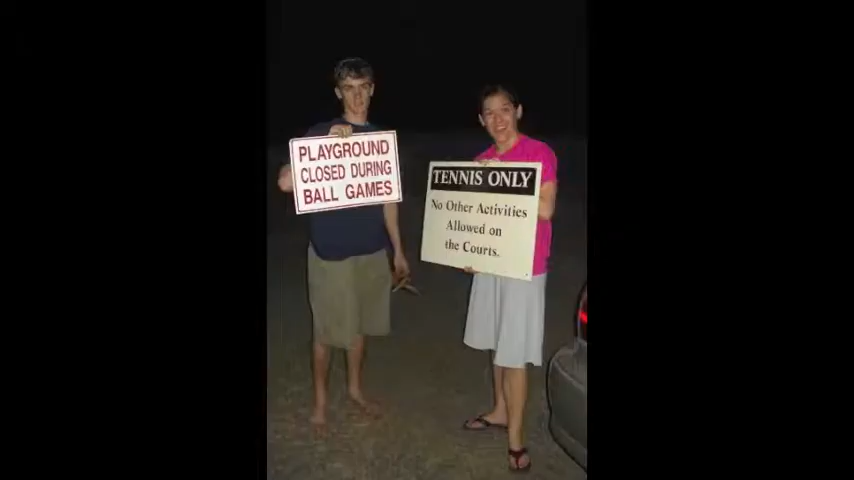 PLAYGROUND
CLOSED DURING
BALL GAMES
TENNIS ONLY
No Other Activities
Allowed on
the Courts.